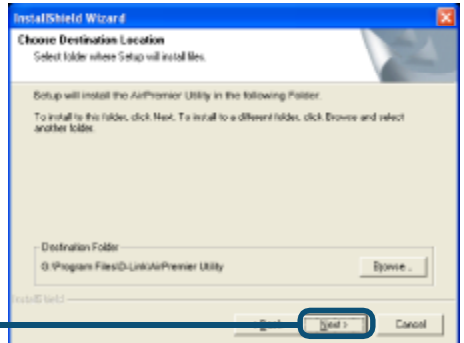 InstallShield Wizard
Choose Destination Location
Select folder where Setup will install files.
Setup will install the AirPremier Utility in the following Folder.
To install to this folder, click Next. To install to a different folder, click Browse and select
another folder.
Destination Folder
G:\Program Files\D-Link\AirPremier Utility
Browse...
InstallShield
Next >
Cancel